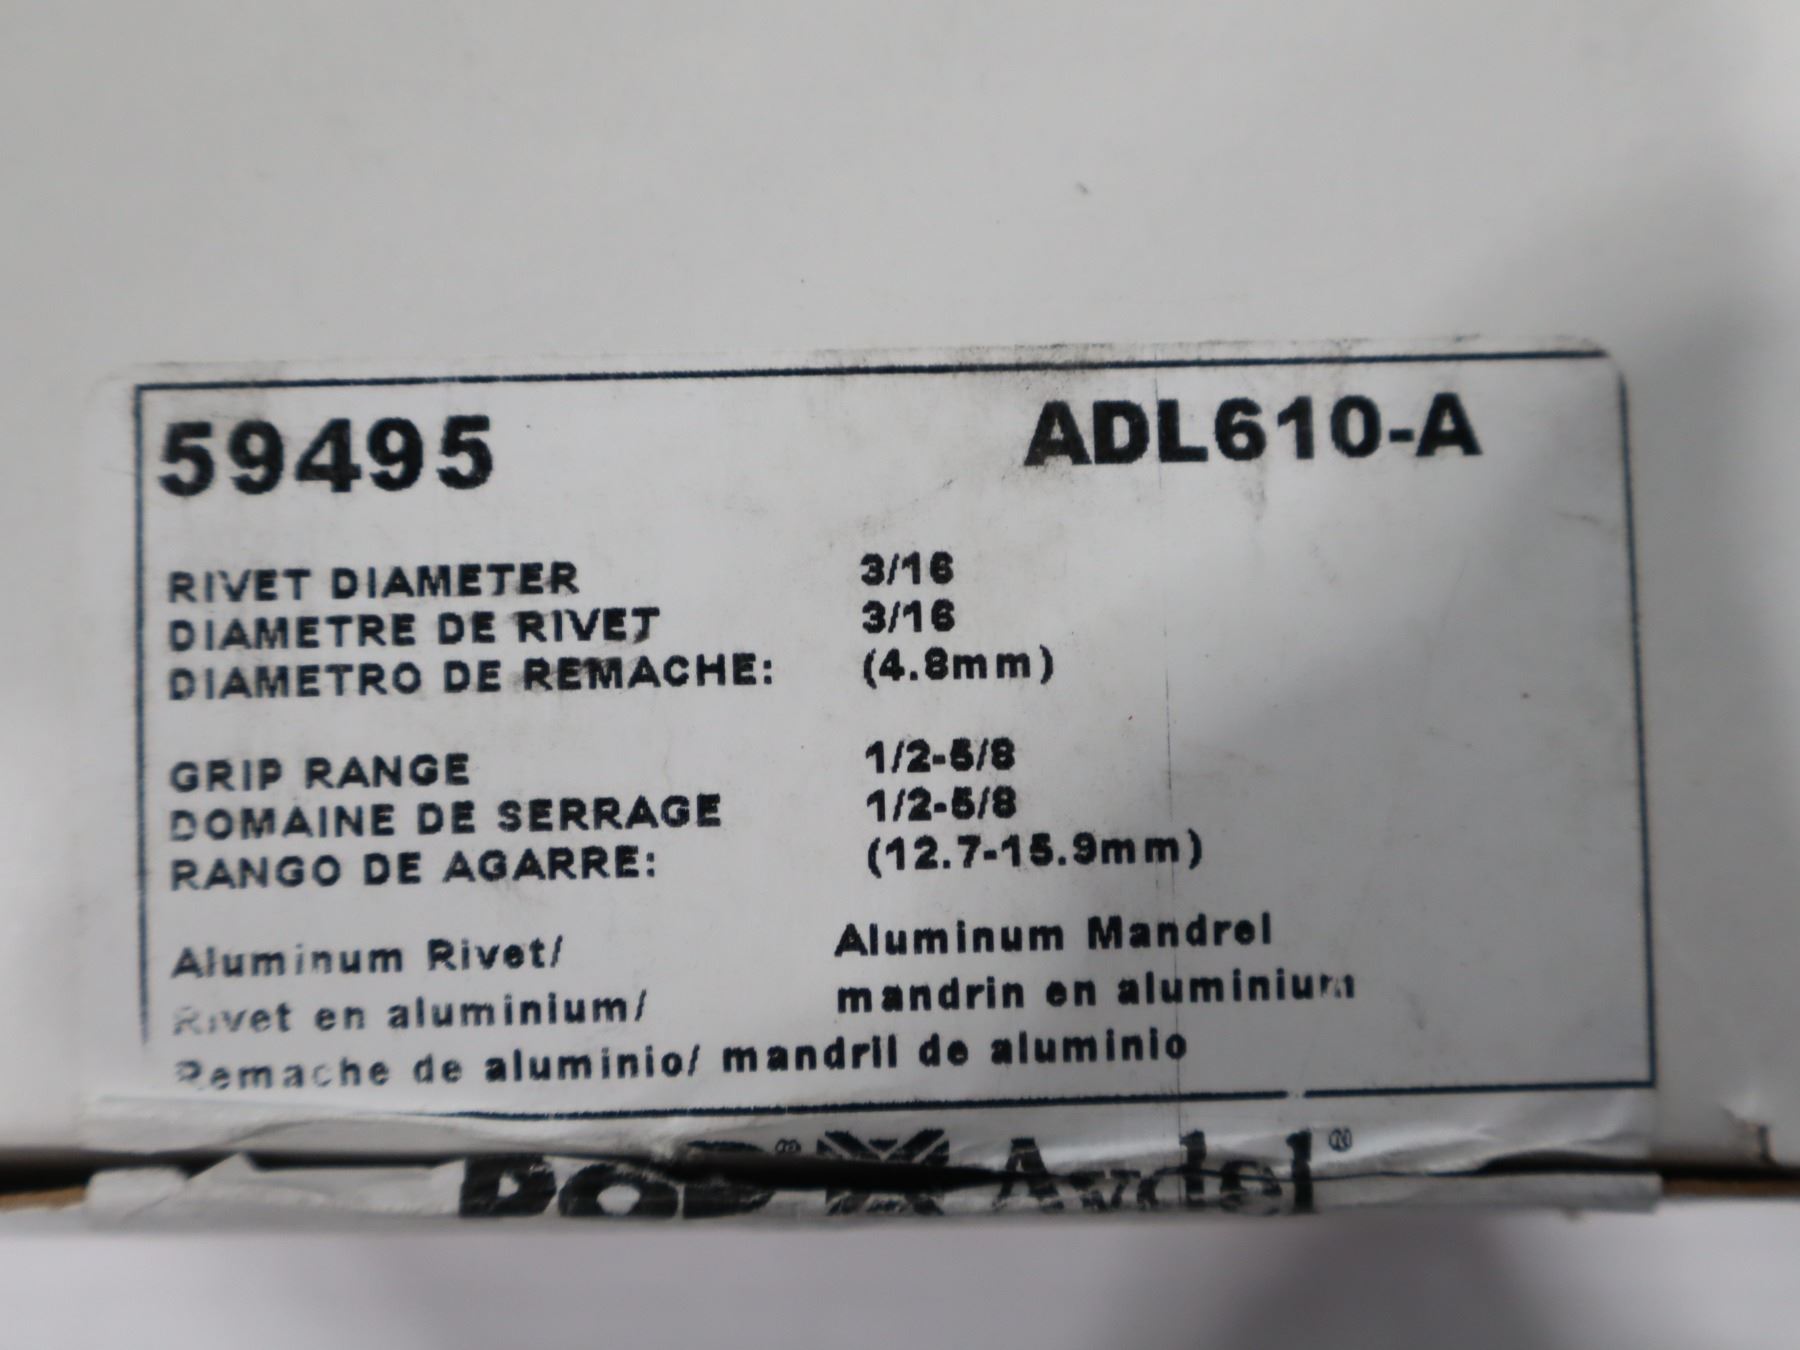 59495 ADL610-A
RIVET DIAMETER 3/16
DIAMETRE DE RIVET 3/16
DIAMETRO DE REMACHE: (4.8mm)
GRIP RANGE 1/2-5/8
DOMAINE DE SERRAGE 1/2-5/8
RANGO DE AGARRE: (12.7-15.9mm)
Aluminum Rivet/ Aluminum Mandrel
Rivet en aluminium/ mandrin en aluminium
Remache de aluminio/ mandril de aluminio
POP® Avdel®